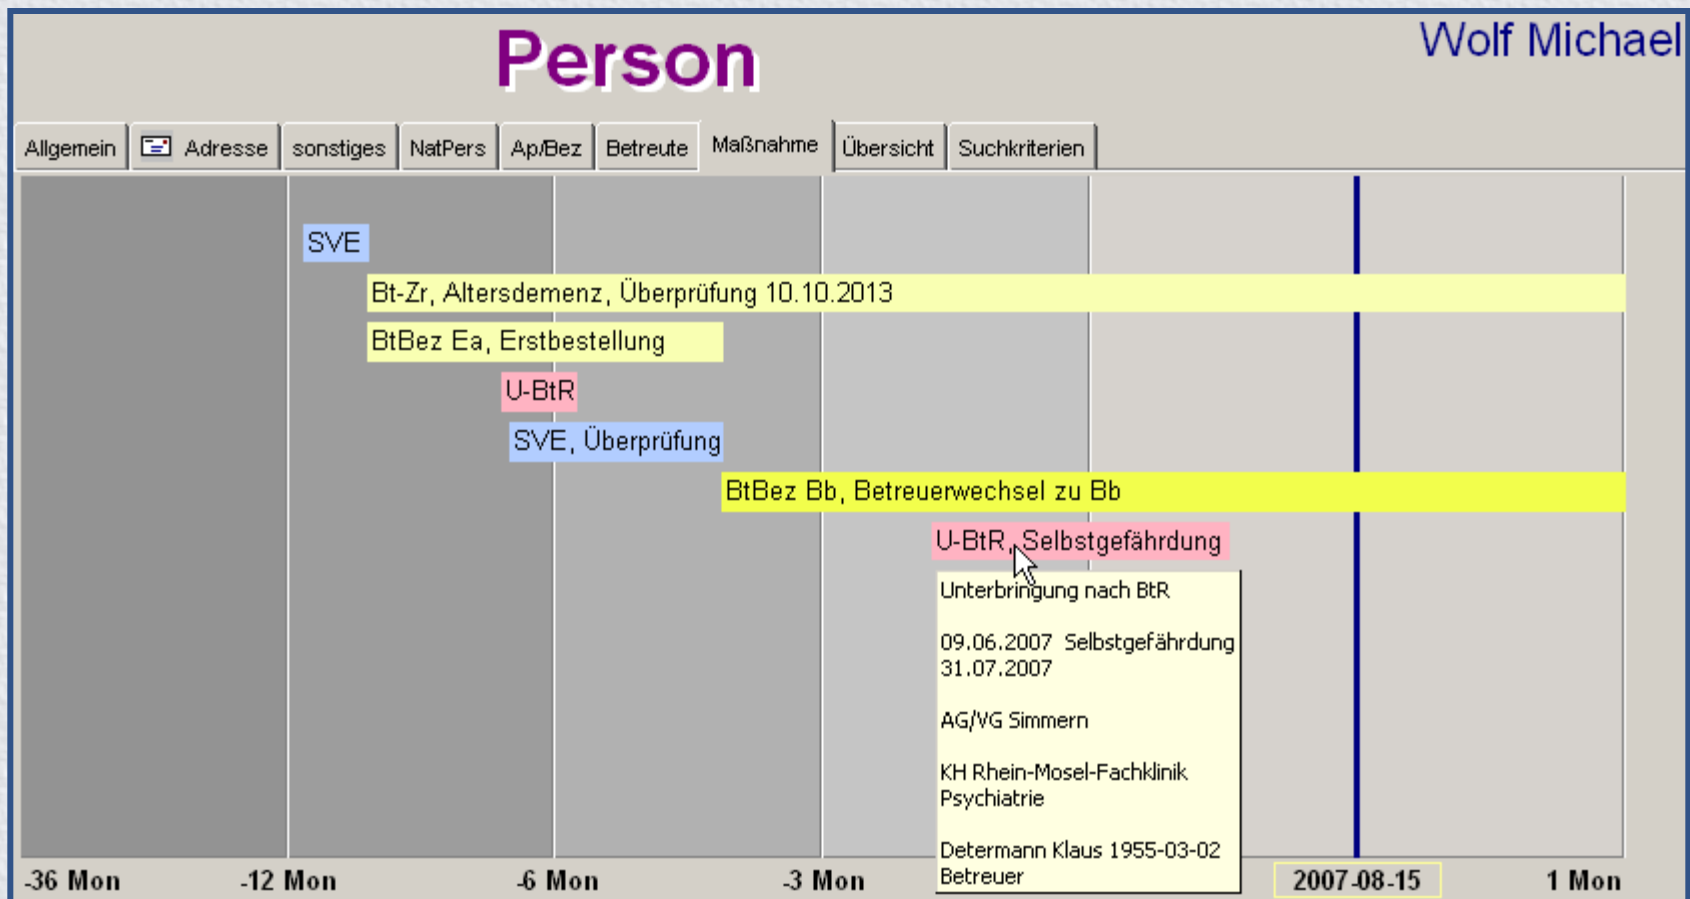 Person
Wolf Michael
Allgemein Adresse sonstiges NatPers Ap/Bez Betreute Maßnahme Übersicht Suchkriterien
SVE
Bt-Zr, Altersdemenz, Überprüfung 10.10.2013
BtBez Ea, Erstbestellung
U-BtR
SVE, Überprüfung
BtBez Bb, Betreuerwechsel zu Bb
U-BtR, Selbstgefährdung
Unterbringung nach BtR
09.06.2007 Selbstgefährdung
31.07.2007
AG/VG Simmern
KH Rhein-Mosel-Fachklinik
Psychiatrie
Determann Klaus 1955-03-02
Betreuer
-36 Mon -12 Mon -6 Mon -3 Mon 2007-08-15 1 Mon